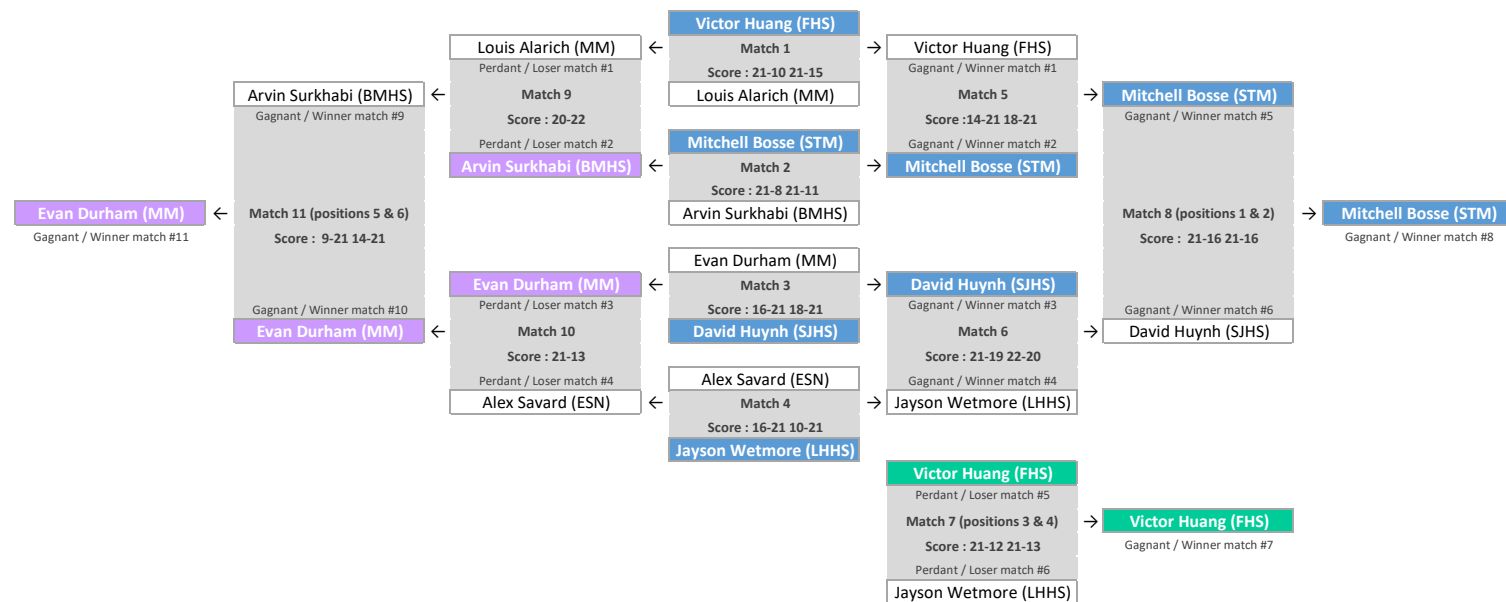 Victor Huang (FHS)
Louis Alarich (MM) ← Match 1 → Victor Huang (FHS)
Perdant / Loser match #1 Score : 21-10 21-15 Gagnant / Winner match #1
Arvin Surkhabi (BMHS) ← Match 9 Louis Alarich (MM) Match 5 → Mitchell Bosse (STM)
Gagnant / Winner match #9 Score : 20-22 Score :14-21 18-21 Gagnant / Winner match #5
Perdant / Loser match #2 Mitchell Bosse (STM) Gagnant / Winner match #2
Arvin Surkhabi (BMHS) ← Match 2 → Mitchell Bosse (STM)
Score : 21-8 21-11
Evan Durham (MM) ← Match 11 (positions 5 & 6) Arvin Surkhabi (BMHS) Match 8 (positions 1 & 2) → Mitchell Bosse (STM)
Gagnant / Winner match #11 Score : 9-21 14-21 Score : 21-16 21-16 Gagnant / Winner match #8
Evan Durham (MM)
Evan Durham (MM) ← Match 3 → David Huynh (SJHS)
Gagnant / Winner match #10 Perdant / Loser match #3 Score : 16-21 18-21 Gagnant / Winner match #3 Gagnant / Winner match #6
Evan Durham (MM) ← Match 10 David Huynh (SJHS) Match 6 → David Huynh (SJHS)
Score : 21-13 Score : 21-19 22-20
Perdant / Loser match #4 Alex Savard (ESN) Gagnant / Winner match #4
Alex Savard (ESN) ← Match 4 → Jayson Wetmore (LHHS)
Score : 16-21 10-21
Jayson Wetmore (LHHS)
Victor Huang (FHS)
Perdant / Loser match #5
Match 7 (positions 3 & 4) → Victor Huang (FHS)
Score : 21-12 21-13 Gagnant / Winner match #7
Perdant / Loser match #6
Jayson Wetmore (LHHS)